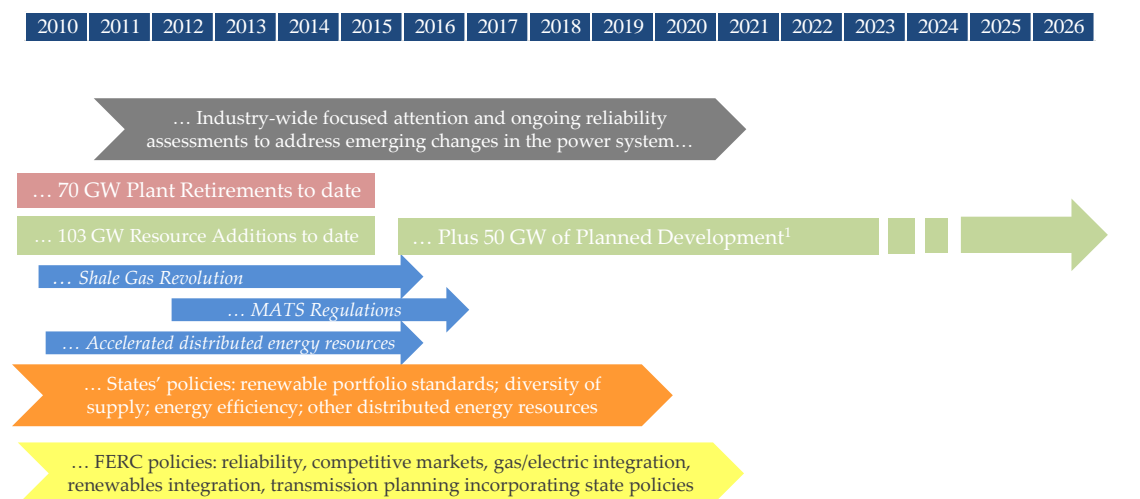 2010 2011 2012 2013 2014 2015 2016 2017 2018 2019 2020 2021 2022 2023 2024 2025 2026
… Industry-wide focused attention and ongoing reliability
assessments to address emerging changes in the power system…
… 70 GW Plant Retirements to date
… 103 GW Resource Additions to date
… Plus 50 GW of Planned Development¹
… Shale Gas Revolution
… MATS Regulations
… Accelerated distributed energy resources
… States’ policies: renewable portfolio standards; diversity of
supply; energy efficiency; other distributed energy resources
… FERC policies: reliability, competitive markets, gas/electric integration,
renewables integration, transmission planning incorporating state policies